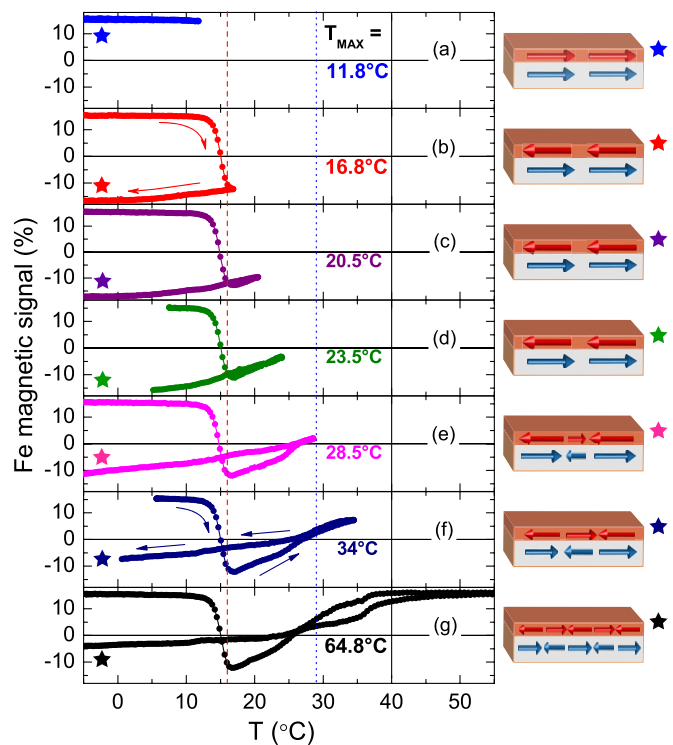 T_MAX =
(a)
11.8°C
10
0
-10
(b)
16.8°C
10
0
-10
(c)
20.5°C
10
0
-10
(d)
23.5°C
10
0
-10
(e)
28.5°C
10
0
-10
(f)
34°C
10
0
-10
(g)
64.8°C
10
0
-10
Fe magnetic signal (%)
0 10 20 30 40 50
T (°C)